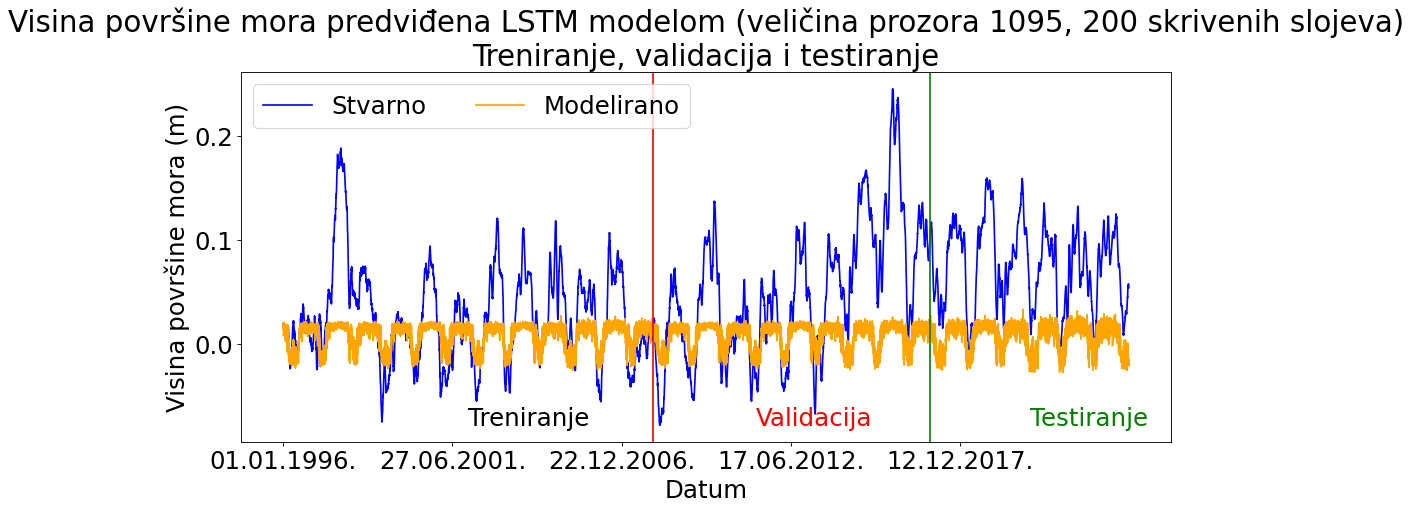 Visina površine mora predviđena LSTM modelom (veličina prozora 1095, 200 skrivenih slojeva)
Treniranje, validacija i testiranje
Stvarno
Modelirano
Visina površine mora (m)
0.2
0.1
0.0
Treniranje
Validacija
Testiranje
01.01.1996.
27.06.2001.
22.12.2006.
17.06.2012.
12.12.2017.
Datum